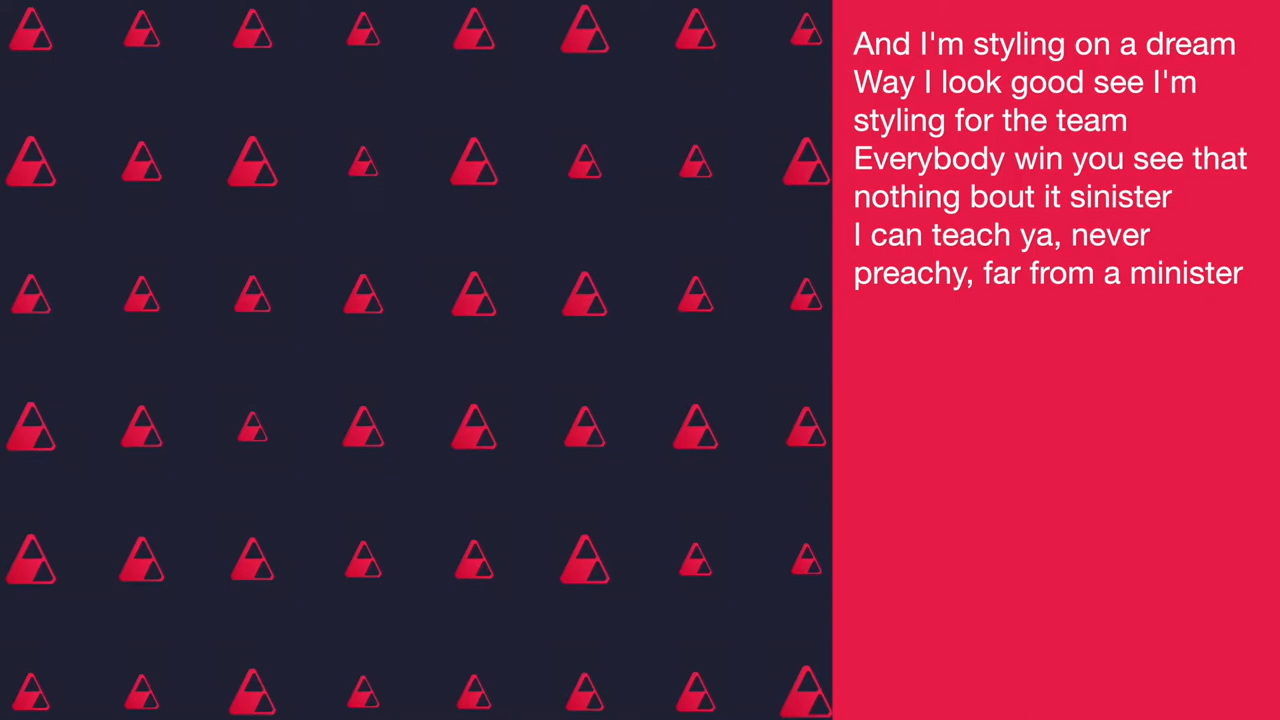 And I'm styling on a dream
Way I look good see I'm
styling for the team
Everybody win you see that
nothing bout it sinister
I can teach ya, never
preachy, far from a minister